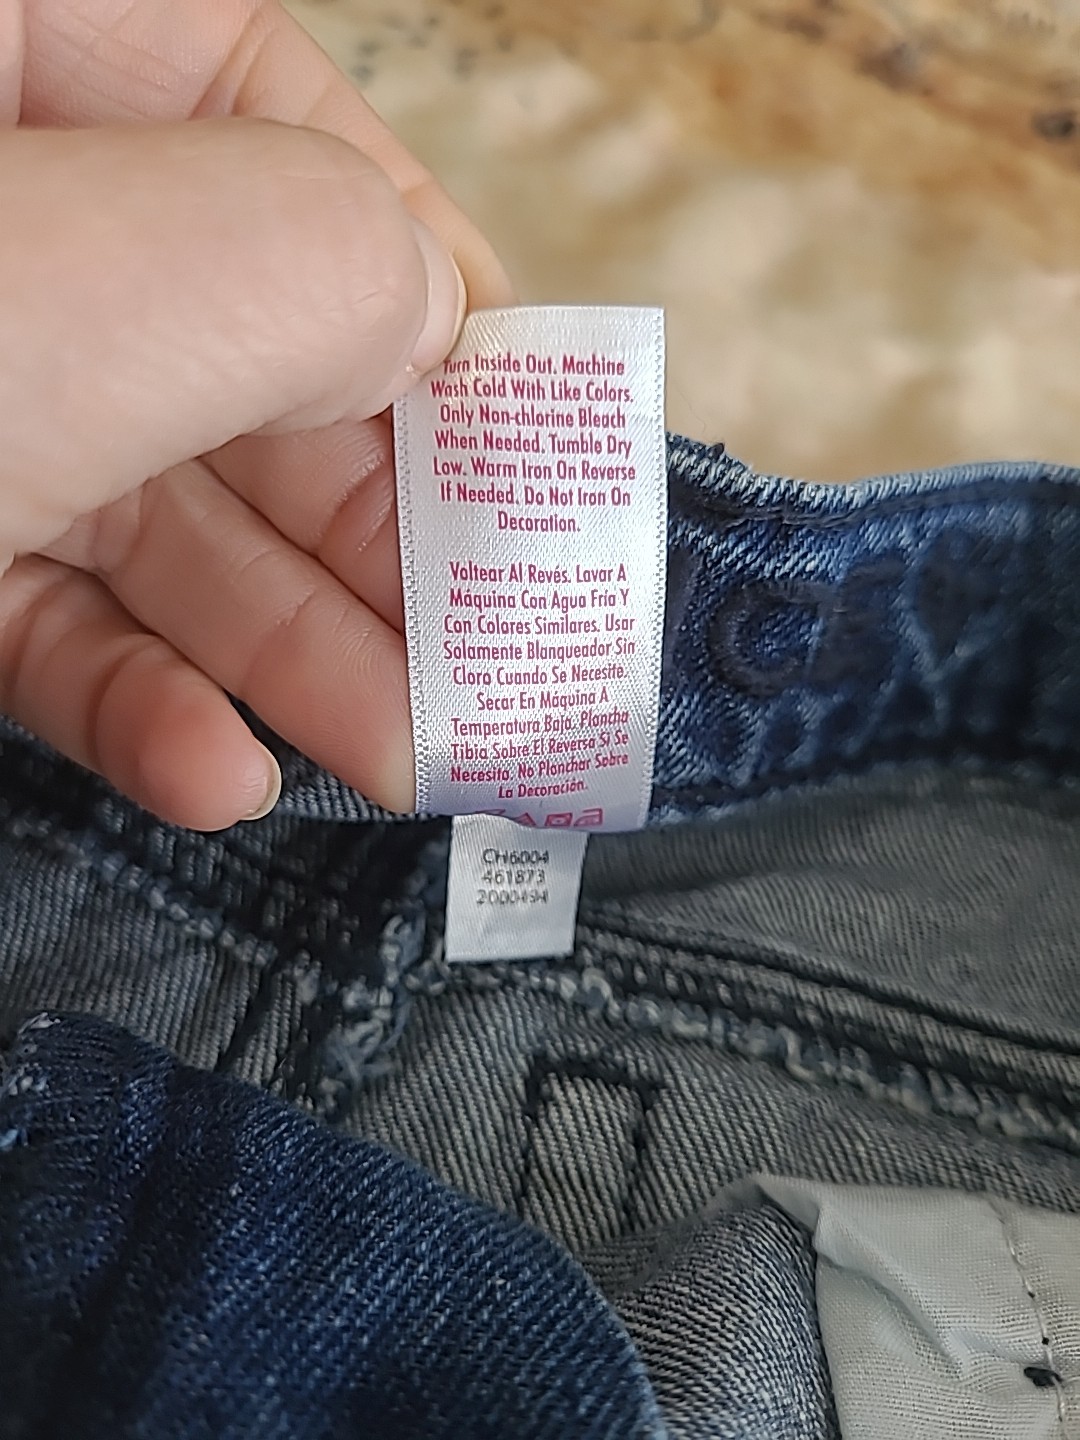 Turn Inside Out. Machine
Wash Cold With Like Colors.
Only Non-chlorine Bleach
When Needed. Tumble Dry
Low. Warm Iron On Reverse
If Needed. Do Not Iron On
Decoration.
Voltear Al Revés. Lavar A
Máquina Con Agua Fría Y
Con Colores Similares. Usar
Solamente Blanqueador Sin
Cloro Cuando Se Necesite.
Secar En Máquina A
Temperatura Baja. Plancha
Tibia Sobre El Reverso Si Se
Necesita. No Planchar Sobre
La Decoración.
CH6004
461873
2000494